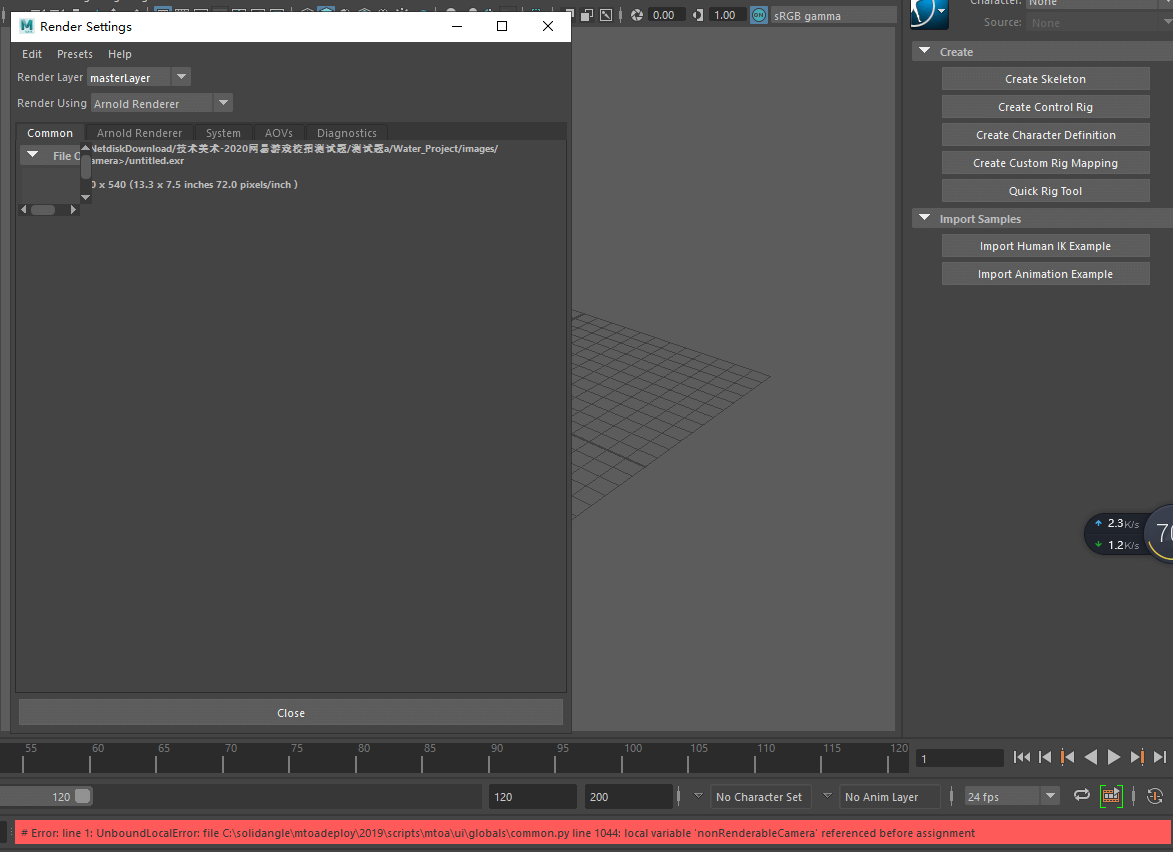 Render Settings
0.00
1.00
ON
sRGB gamma
Character:
None
Source:
None
Edit Presets Help
Render Layer masterLayer
Render Using Arnold Renderer
Common Arnold Renderer System AOVs Diagnostics
File O
NetdiskDownload/技术美术-2020网易游戏校招测试题/测试题a/Water_Project/images/
amera>/untitled.exr
0 x 540 (13.3 x 7.5 inches 72.0 pixels/inch )
Create
Create Skeleton
Create Control Rig
Create Character Definition
Create Custom Rig Mapping
Quick Rig Tool
Import Samples
Import Human IK Example
Import Animation Example
2.3K/s
1.2K/s
70
Close
55 60 65 70 75 80 85 90 95 100 105 110 115 120
1
120
120
200
No Character Set
No Anim Layer
24 fps
# Error: line 1: UnboundLocalError: file C:\solidangle\mtoadeploy\2019\scripts\mtoa\ui\globals\common.py line 1044: local variable 'nonRenderableCamera' referenced before assignment